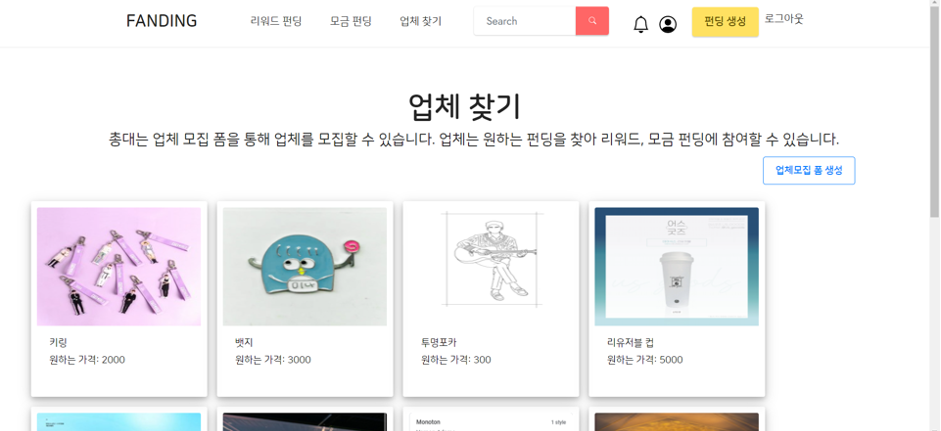 FANDING
리워드 펀딩
모금 펀딩
업체 찾기
Search
펀딩 생성
로그아웃
업체 찾기
총대는 업체 모집 폼을 통해 업체를 모집할 수 있습니다. 업체는 원하는 펀딩을 찾아 리워드, 모금 펀딩에 참여할 수 있습니다.
업체모집 폼 생성
어스
굿즈
키링
원하는 가격: 2000
뱃지
원하는 가격: 3000
투명포카
원하는 가격: 300
리유저블 컵
원하는 가격: 5000
Monoton
1 style